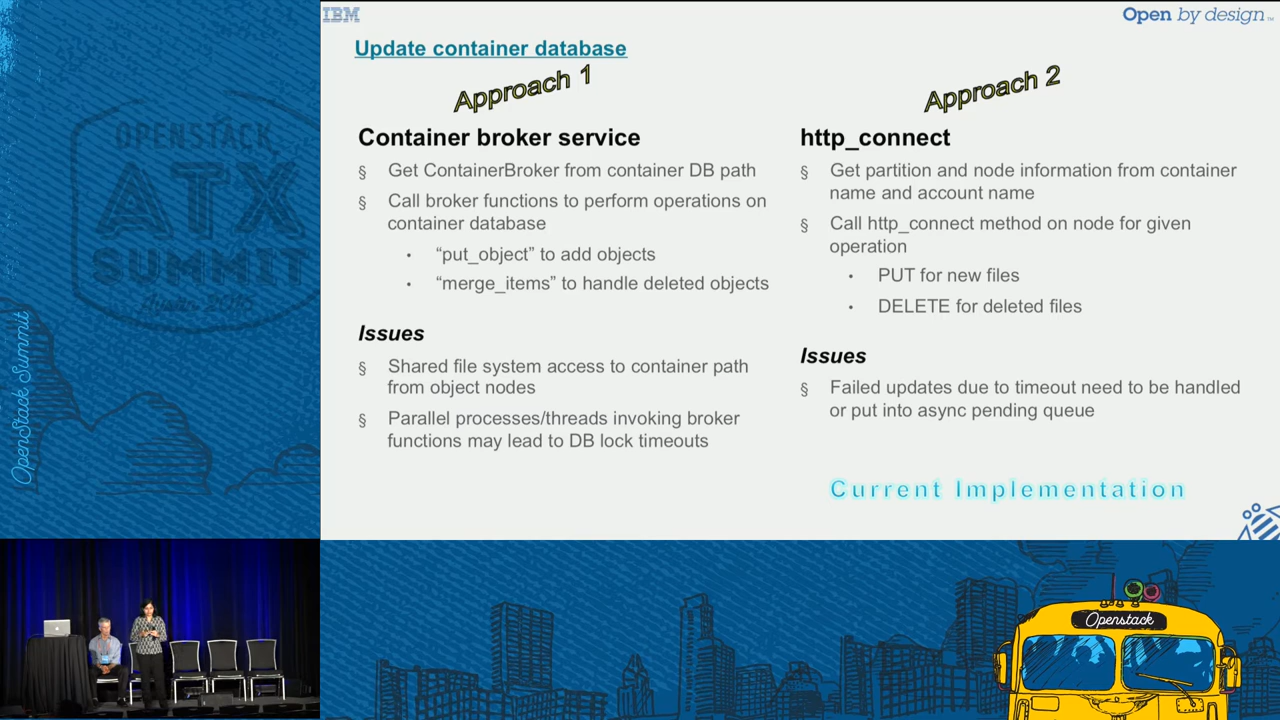 IBM
Open by design
Update container database
Approach 1
Container broker service
§ Get ContainerBroker from container DB path
§ Call broker functions to perform operations on
container database
• “put_object” to add objects
• “merge_items” to handle deleted objects
Issues
§ Shared file system access to container path
from object nodes
§ Parallel processes/threads invoking broker
functions may lead to DB lock timeouts
Approach 2
http_connect
§ Get partition and node information from container
name and account name
§ Call http_connect method on node for given
operation
• PUT for new files
• DELETE for deleted files
Issues
§ Failed updates due to timeout need to be handled
or put into async pending queue
Current Implementation
OPENSTACK
ATX
SUMMIT
OpenStack Summit
Openstack